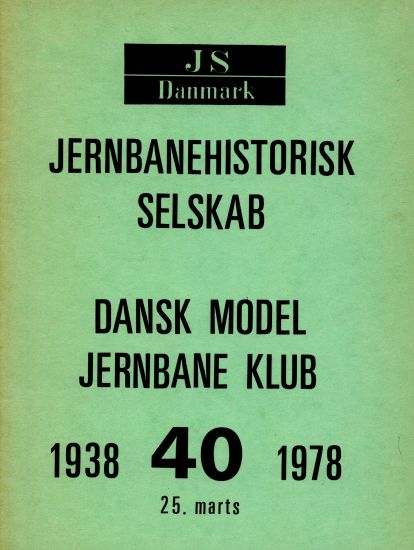 JS
Danmark
JERNBANEHISTORISK
SELSKAB
DANSK MODEL
JERNBANE KLUB
1938 40 1978
25. marts